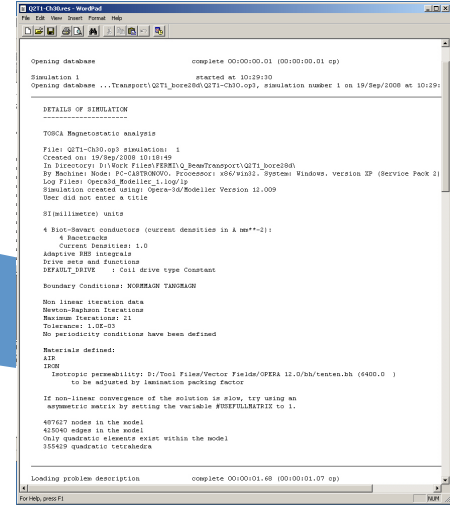 Q2T1-Ch30.res - WordPad
File Edit View Insert Format Help
Opening database complete 00:00:00.01 (00:00:00.01 cp)
Simulation 1 started at 10:29:30
Opening database ...Transport\Q2T1_bore28d\Q2T1-Ch30.op3, simulation number 1 on 19/Sep/2008 at 10:29:
DETAILS OF SIMULATION
---------------------
TOSCA Magnetostatic analysis
File: Q2T1-Ch30.op3 simulation: 1
Created on: 19/Sep/2008 10:18:49
In Directory: D:\Work Files\FERMI\Q_BeamTransport\Q2T1_bore28d\
By Machine: Node: PC-CASTRONOVO. Processor: x86/win32. System: Windows, version XP (Service Pack 2)
Log Files: Opera3d_Modeller_1.log/lp
Simulation created using: Opera-3d/Modeller Version 12.009
User did not enter a title
SI(millimetre) units
4 Biot-Savart conductors (current densities in A mm**-2):
4 Racetracks
Current Densities: 1.0
Adaptive RHS integrals
Drive sets and functions
DEFAULT_DRIVE : Coil drive type Constant
Boundary Conditions: NORMMAGN TANGMAGN
Non linear iteration data
Newton-Raphson Iterations
Maximum Iterations: 21
Tolerance: 1.0E-03
No periodicity conditions have been defined
Materials defined:
AIR
IRON
Isotropic permeability: D:/Tool Files/Vector Fields/OPERA 12.0/bh/tenten.bh (6400.0 )
to be adjusted by lamination packing factor
If non-linear convergence of the solution is slow, try using an
asymmetric matrix by setting the variable #USEFULLMATRIX to 1.
487627 nodes in the model
425040 edges in the model
Only quadratic elements exist within the model
355429 quadratic tetrahedra
Loading problem description complete 00:00:01.68 (00:00:01.07 cp)
For Help, press F1
NUM